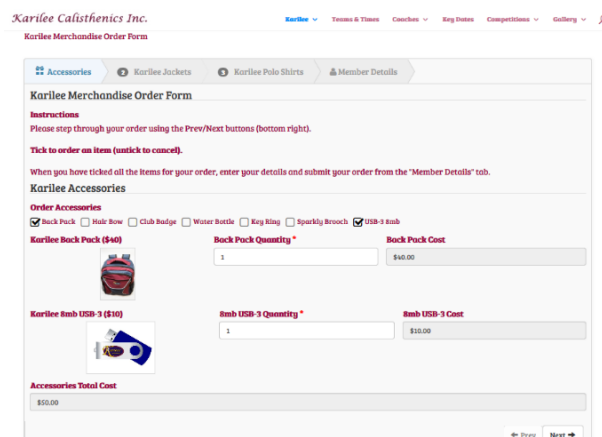 Karilee Calisthenics Inc.
Karilee Teams & Times Coaches Key Dates Competitions Gallery
Karilee Merchandise Order Form
Accessories 2 Karilee Jackets 3 Karilee Polo Shirts Member Details
Karilee Merchandise Order Form
Instructions
Please step through your order using the Prev/Next buttons (bottom right).
Tick to order an item (untick to cancel).
When you have ticked all the items for your order, enter your details and submit your order from the "Member Details" tab.
Karilee Accessories
Order Accessories
Back Pack Hair Bow Club Badge Water Bottle Key Ring Sparkly Brooch USB-3 8mb
Karilee Back Pack ($40) Back Pack Quantity * Back Pack Cost
1 $40.00
Karilee 8mb USB-3 ($10) 8mb USB-3 Quantity * 8mb USB-3 Cost
1 $10.00
Accessories Total Cost
$50.00
← Prev Next →